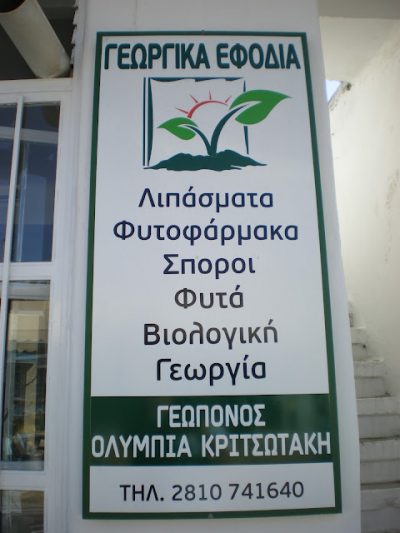 ΓΕΩΡΓΙΚΑ ΕΦΟΔΙΑ
Λιπάσματα
Φυτοφάρμακα
Σποροι
Φυτά
Βιολογική
Γεωργία
ΓΕΩΠΟΝΟΣ
ΟΛΥΜΠΙΑ ΚΡΙΤΣΩΤΑΚΗ
ΤΗΛ. 2810 741640